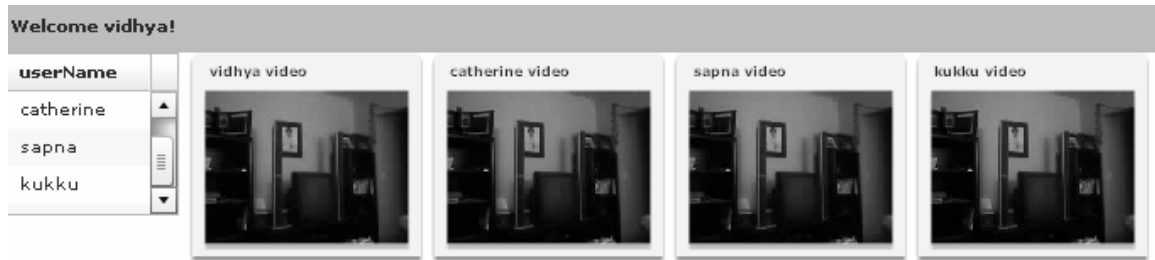 Welcome vidhya!
userName
catherine
sapna
kukku
vidhya video
catherine video
sapna video
kukku video